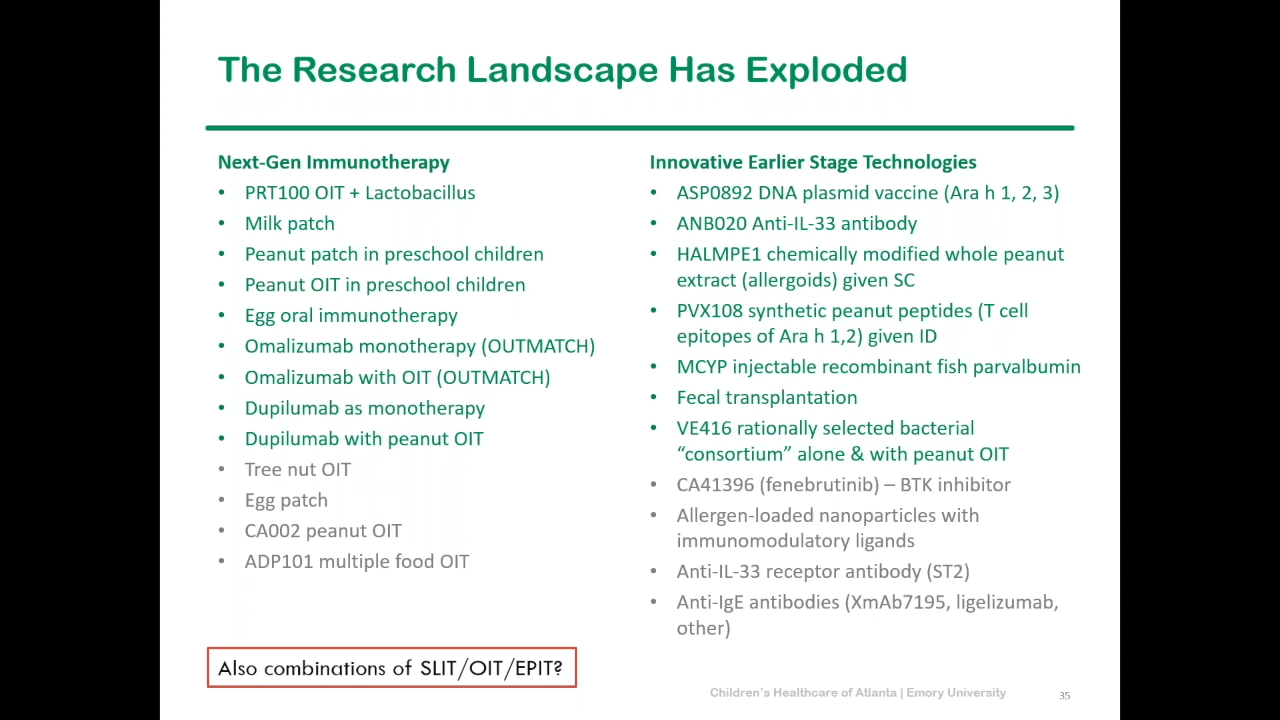 The Research Landscape Has Exploded
Next-Gen Immunotherapy
• PRT100 OIT + Lactobacillus
• Milk patch
• Peanut patch in preschool children
• Peanut OIT in preschool children
• Egg oral immunotherapy
• Omalizumab monotherapy (OUTMATCH)
• Omalizumab with OIT (OUTMATCH)
• Dupilumab as monotherapy
• Dupilumab with peanut OIT
• Tree nut OIT
• Egg patch
• CA002 peanut OIT
• ADP101 multiple food OIT
Innovative Earlier Stage Technologies
• ASP0892 DNA plasmid vaccine (Ara h 1, 2, 3)
• ANB020 Anti-IL-33 antibody
• HALMPE1 chemically modified whole peanut
extract (allergoids) given SC
• PVX108 synthetic peanut peptides (T cell
epitopes of Ara h 1,2) given ID
• MCYP injectable recombinant fish parvalbumin
• Fecal transplantation
• VE416 rationally selected bacterial
“consortium” alone & with peanut OIT
• CA41396 (fenebrutinib) – BTK inhibitor
• Allergen-loaded nanoparticles with
immunomodulatory ligands
• Anti-IL-33 receptor antibody (ST2)
• Anti-IgE antibodies (XmAb7195, ligelizumab,
other)
Also combinations of SLIT/OIT/EPIT?
Children’s Healthcare of Atlanta | Emory University
35